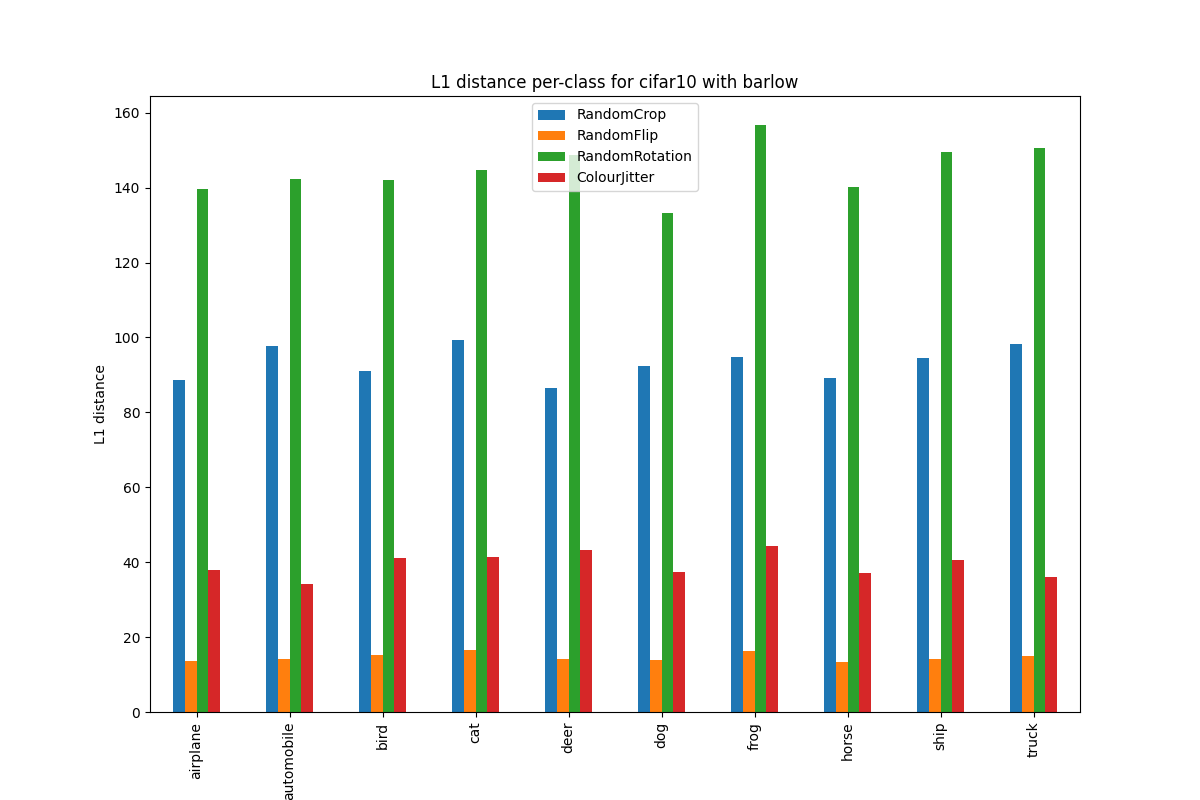 L1 distance per-class for cifar10 with barlow
RandomCrop
RandomFlip
RandomRotation
ColourJitter
160
140
120
100
80
60
40
20
0
L1 distance
airplane
automobile
bird
cat
deer
dog
frog
horse
ship
truck